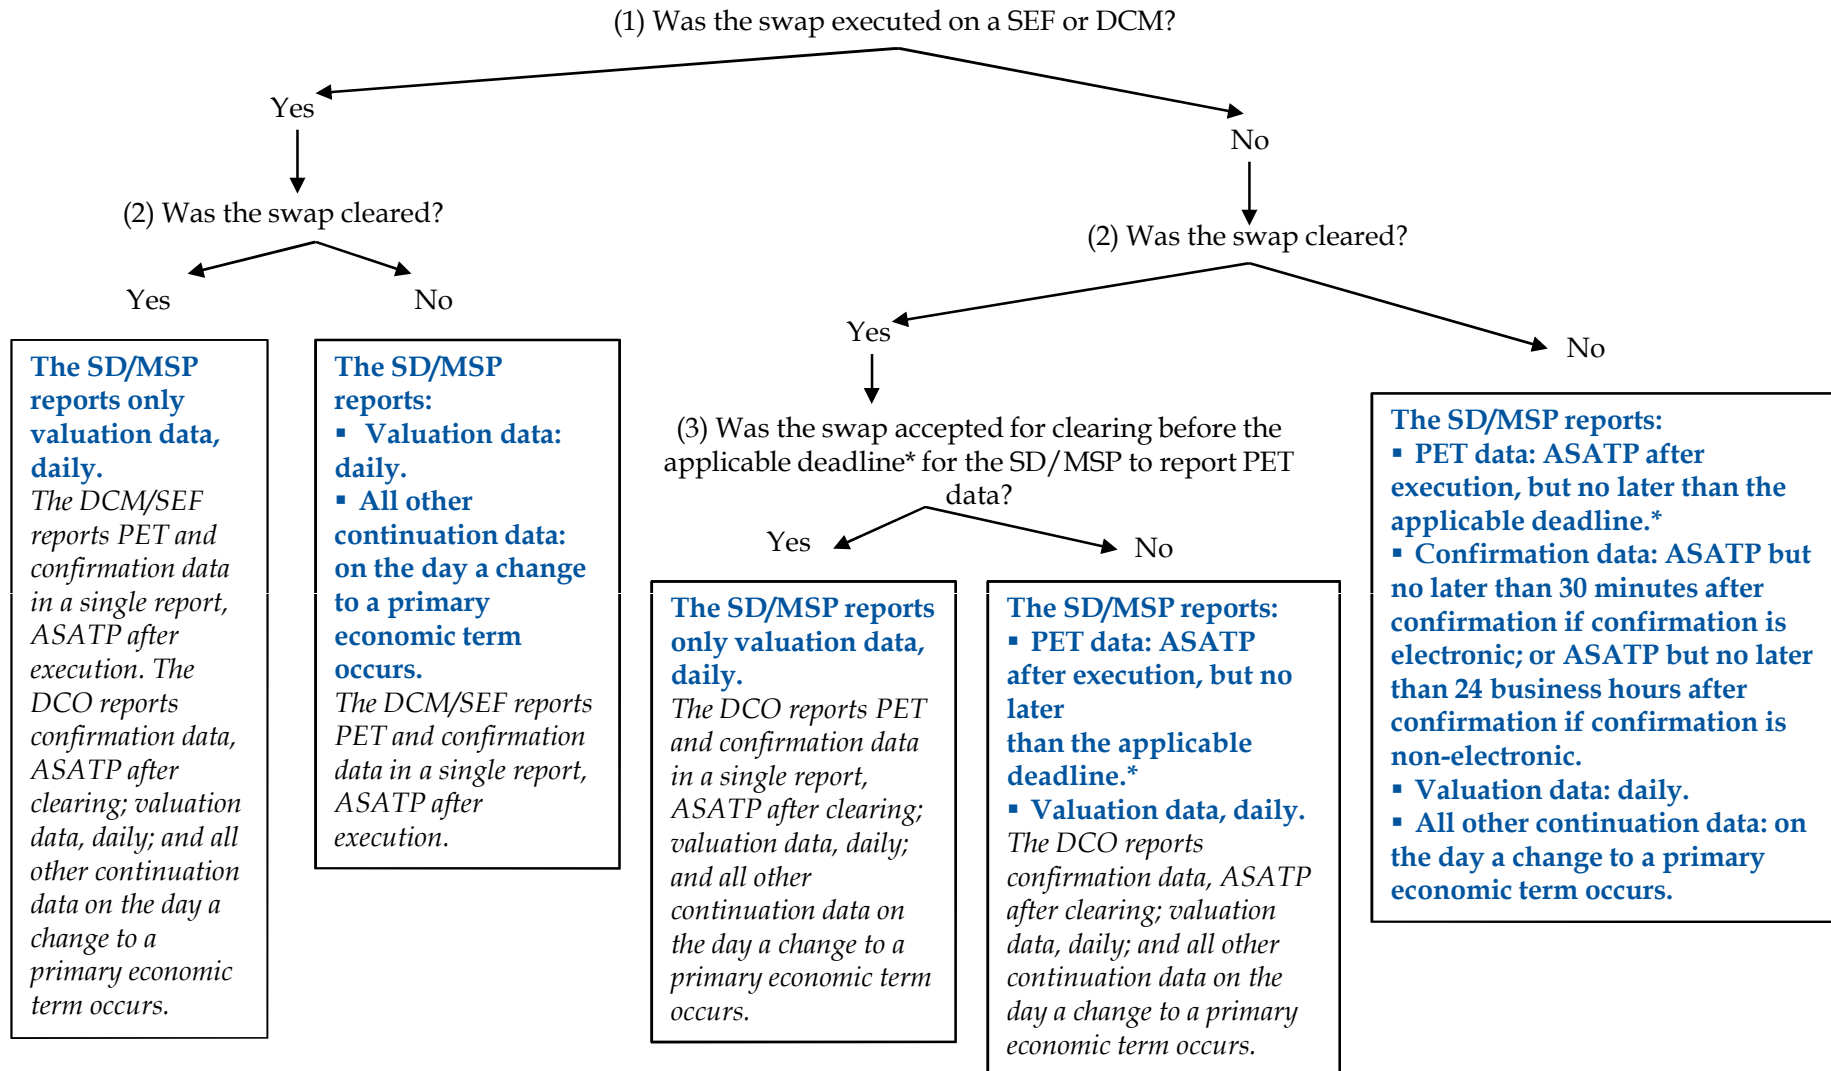 (1) Was the swap executed on a SEF or DCM?
Yes
No
(2) Was the swap cleared?
(2) Was the swap cleared?
Yes
No
Yes
No
(3) Was the swap accepted for clearing before the
applicable deadline* for the SD/MSP to report PET
data?
Yes
No
The SD/MSP
reports only
valuation data,
daily.
The DCM/SEF
reports PET and
confirmation data
in a single report,
ASATP after
execution. The
DCO reports
confirmation data,
ASATP after
clearing; valuation
data, daily; and all
other continuation
data on the day a
change to a
primary economic
term occurs.
The SD/MSP
reports:
▪ Valuation data:
daily.
▪ All other
continuation data:
on the day a change
to a primary
economic term
occurs.
The DCM/SEF reports
PET and confirmation
data in a single report,
ASATP after
execution.
The SD/MSP reports
only valuation data,
daily.
The DCO reports PET
and confirmation data
in a single report,
ASATP after clearing;
valuation data, daily;
and all other
continuation data on
the day a change to a
primary economic term
occurs.
The SD/MSP reports:
▪ PET data: ASATP
after execution, but no
later
than the applicable
deadline.*
▪ Valuation data, daily.
The DCO reports
confirmation data, ASATP
after clearing; valuation
data, daily; and all other
continuation data on the
day a change to a primary
economic term occurs.
The SD/MSP reports:
▪ PET data: ASATP after
execution, but no later than the
applicable deadline.*
▪ Confirmation data: ASATP but
no later than 30 minutes after
confirmation if confirmation is
electronic; or ASATP but no later
than 24 business hours after
confirmation if confirmation is
non-electronic.
▪ Valuation data: daily.
▪ All other continuation data: on
the day a change to a primary
economic term occurs.